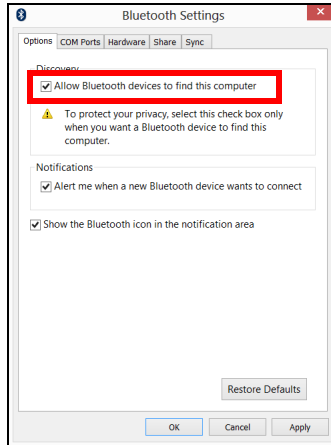 Bluetooth Settings
Options COM Ports Hardware Share Sync
Discovery
Allow Bluetooth devices to find this computer
To protect your privacy, select this check box only
when you want a Bluetooth device to find this
computer.
Notifications
Alert me when a new Bluetooth device wants to connect
Show the Bluetooth icon in the notification area
Restore Defaults
OK Cancel Apply